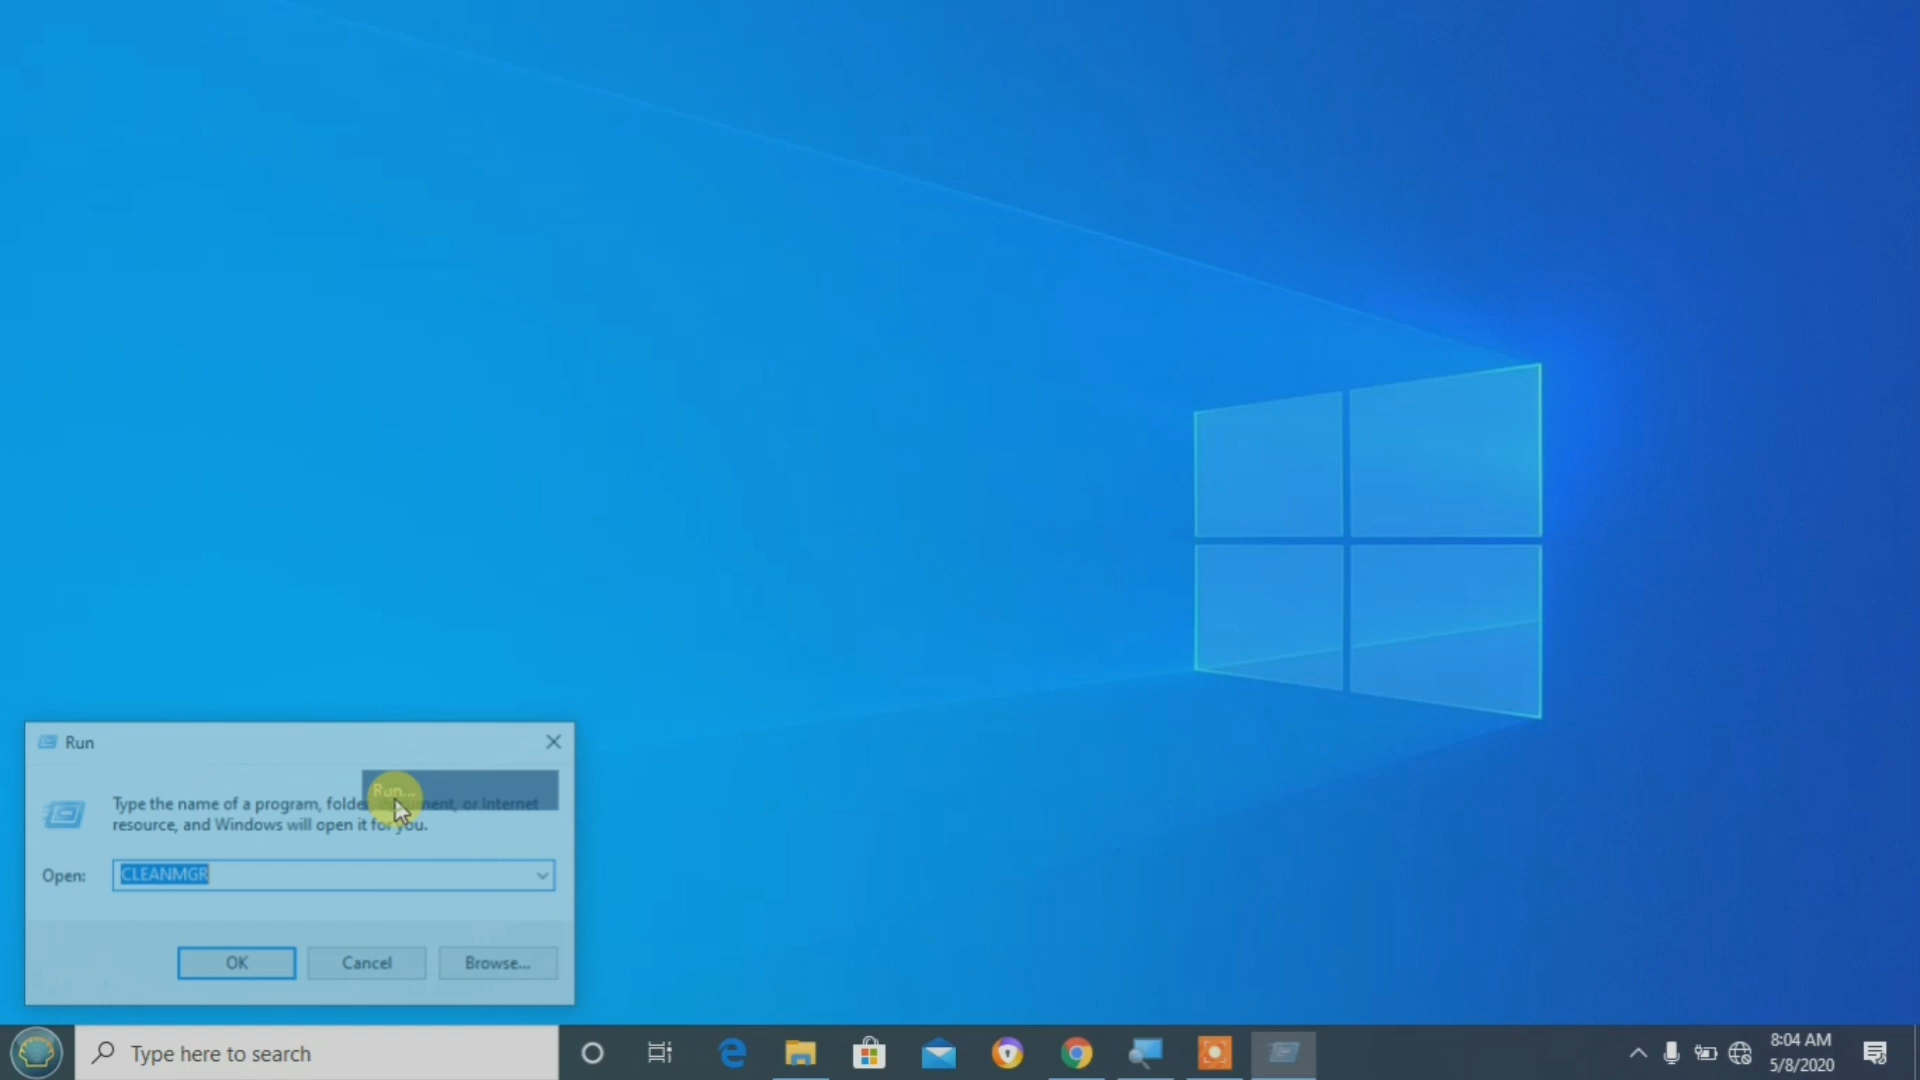 Run
Run...
Type the name of a program, folder, document, or Internet
resource, and Windows will open it for you.
Open:
CLEANMGR
OK
Cancel
Browse...
Type here to search
8:04 AM
5/8/2020